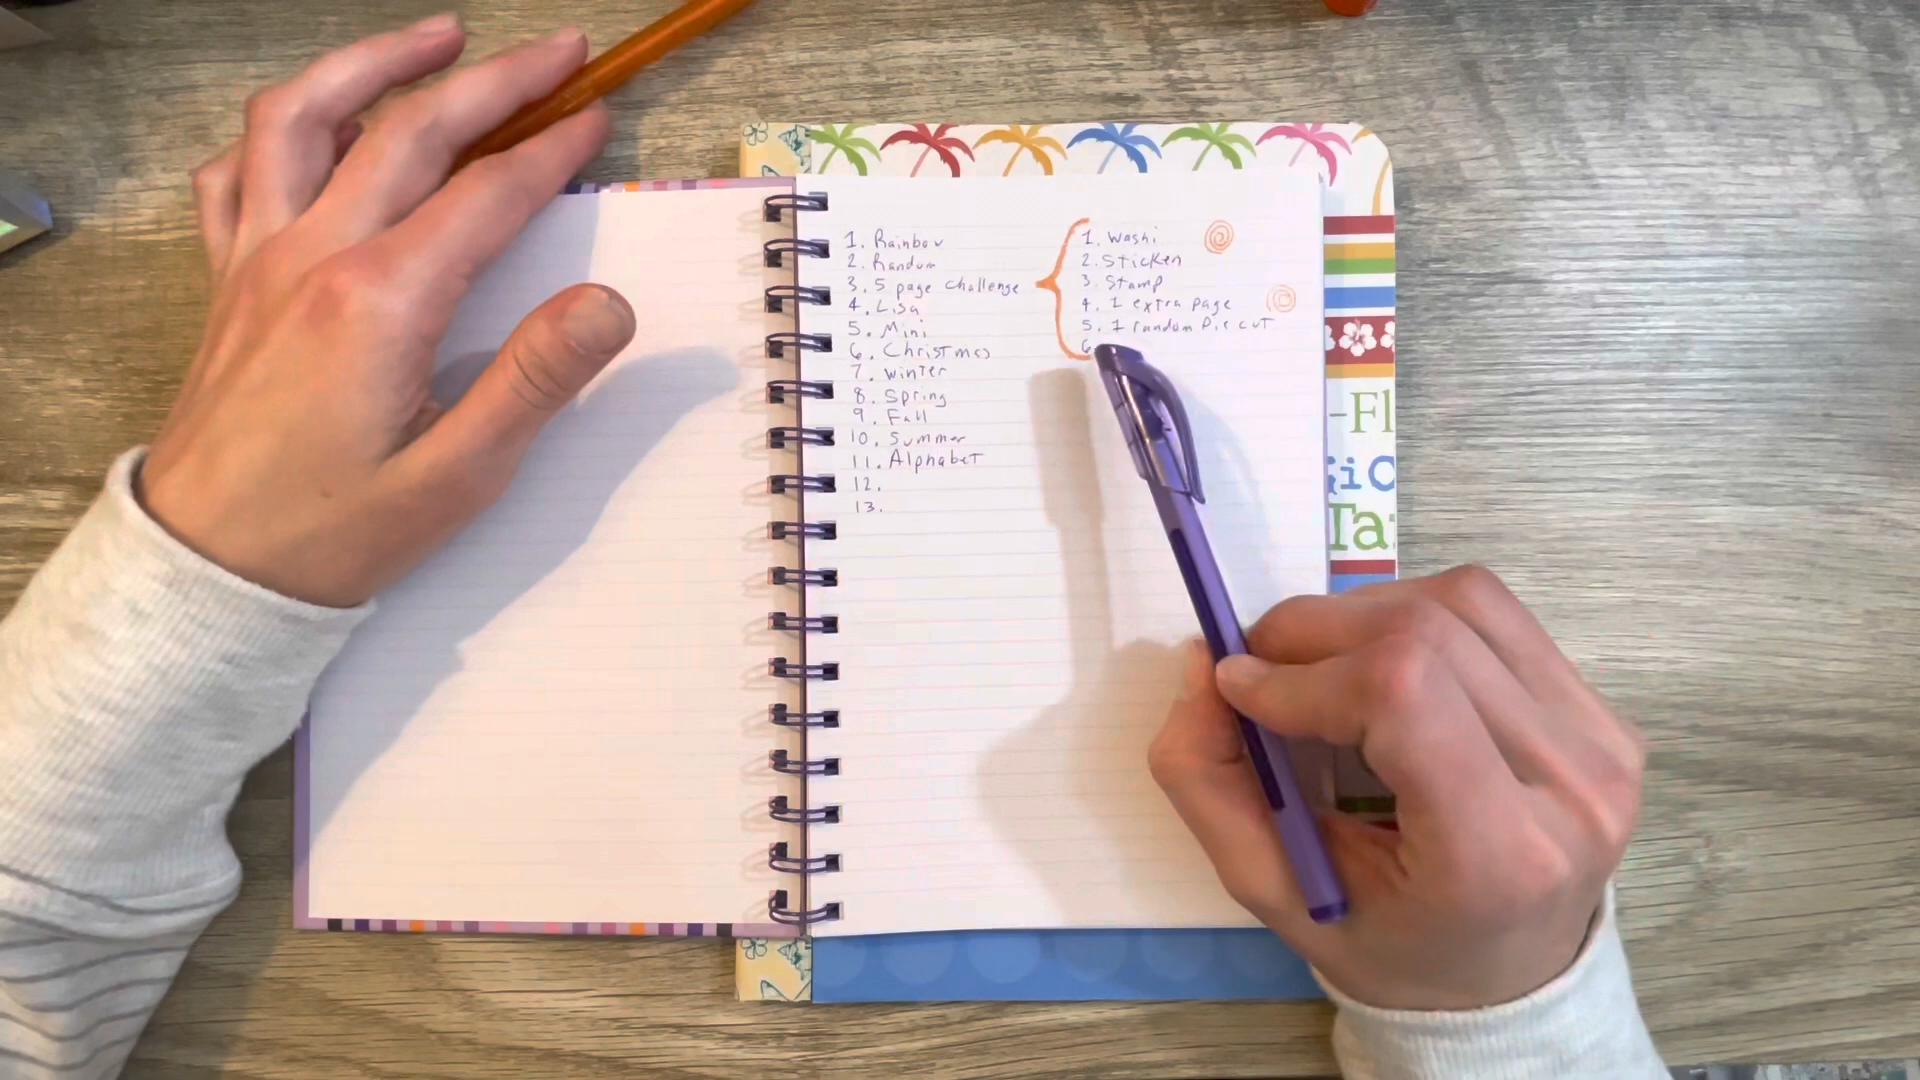 1. Rainbow
2. Random
3. 5 page challenge
4. Lisa
5. Mini
6. Christmas
7. Winter
8. Spring
9. Fall
10. Summer
11. Alphabet
12.
13.
1. Washi
2. Sticker
3. Stamp
4. 1 extra page
5. 1 random Die cut
6.
-Fl
iC
Ta